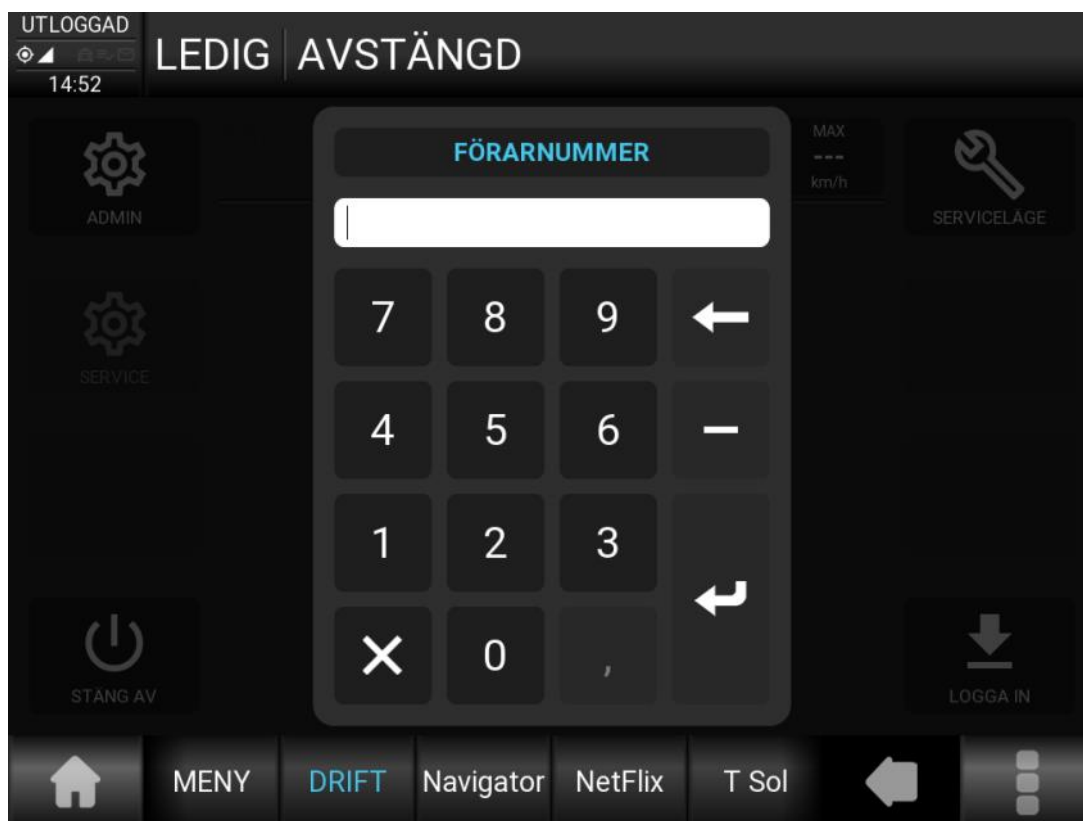 UTLOGGAD
14:52
LEDIG AVSTÄNGD
ADMIN
FÖRARNUMMER
MAX
---
km/h
SERVICELÄGE
7 8 9
SERVICE
4 5 6 –
1 2 3
0 ,
STÄNG AV
LOGGA IN
MENY DRIFT Navigator NetFlix T Sol